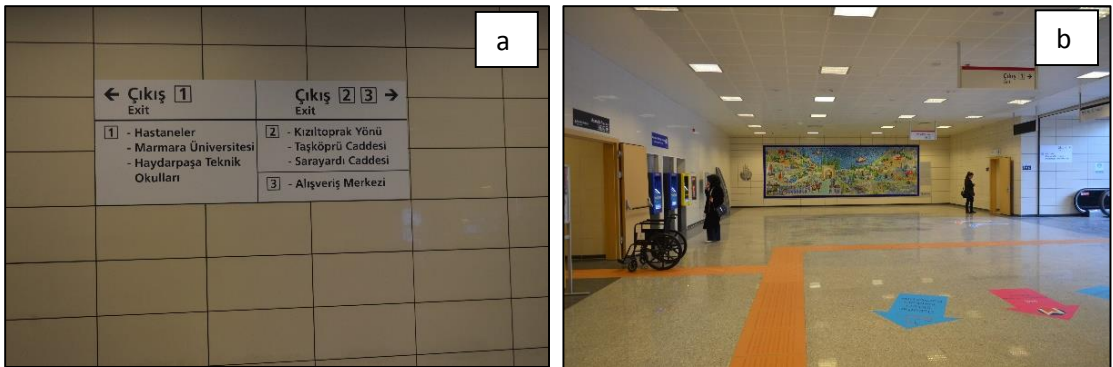 a
← Çıkış 1
Exit
1 - Hastaneler
- Marmara Üniversitesi
- Haydarpaşa Teknik
Okulları
Çıkış 2 3 →
Exit
2 - Kızıltoprak Yönü
- Taşköprü Caddesi
- Sarayardı Caddesi
3 - Alışveriş Merkezi
b
Çıkış 1 →